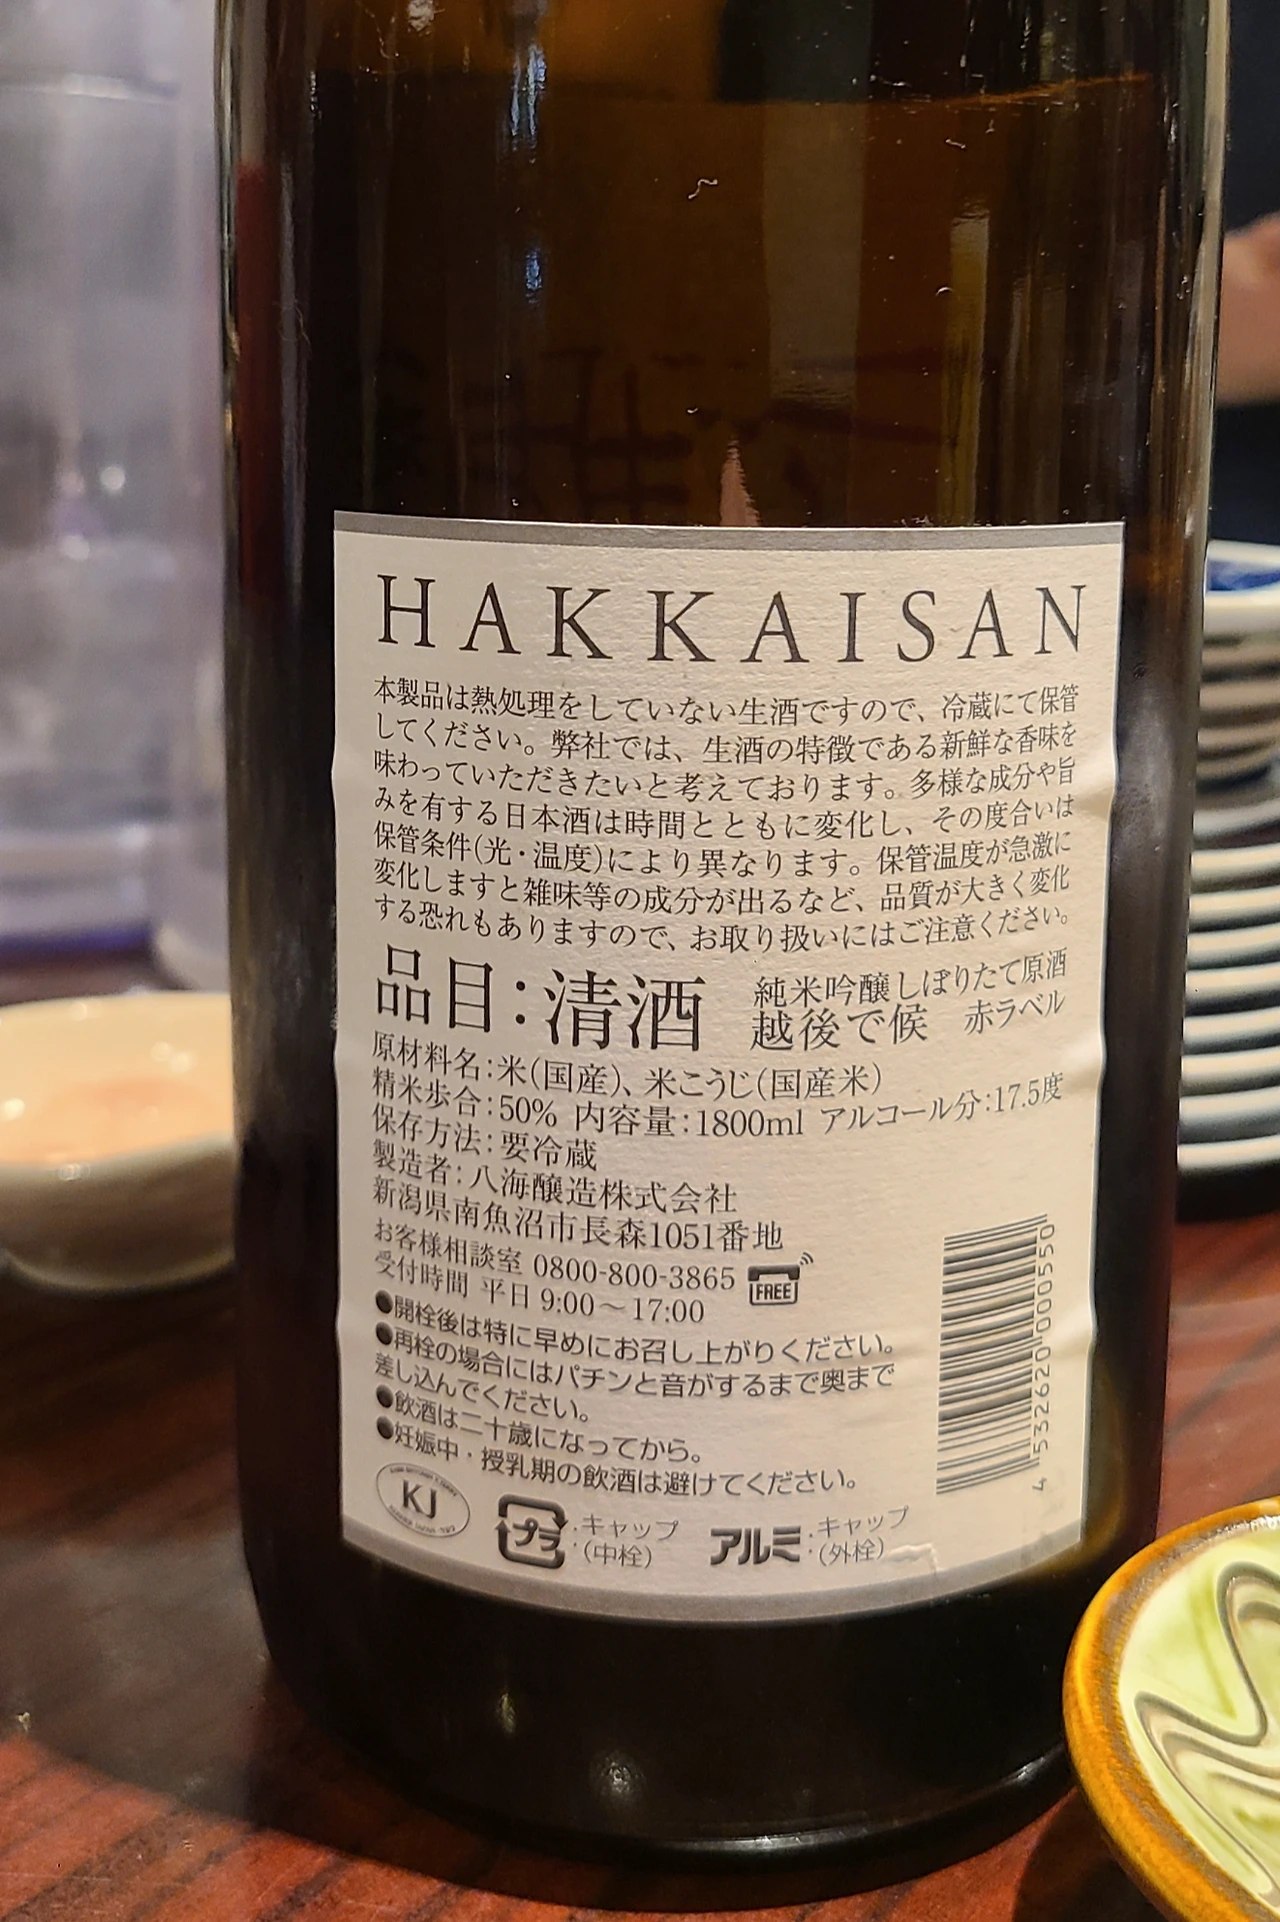 HAKKAISAN
本製品は熱処理をしていない生酒ですので、冷蔵にて保管
してください。弊社では、生酒の特徴である新鮮な香味を
味わっていただきたいと考えております。多様な成分や旨
みを有する日本酒は時間とともに変化し、その度合いは
保管条件(光・温度)により異なります。保管温度が急激に
変化しますと雑味等の成分が出るなど、品質が大きく変化
する恐れもありますので、お取り扱いにはご注意ください。
品目:清酒 純米吟醸しぼりたて原酒
越後で候 赤ラベル
原材料名:米(国産)、米こうじ(国産米)
精米歩合:50% 内容量:1800ml アルコール分:17.5度
保存方法:要冷蔵
製造者:八海醸造株式会社
新潟県南魚沼市長森1051番地
お客様相談室 0800-800-3865 FREE
受付時間 平日 9:00～17:00
●開栓後は特に早めにお召し上がりください。
●再栓の場合にはパチンと音がするまで奥まで
差し込んでください。
●飲酒は二十歳になってから。
●妊娠中・授乳期の飲酒は避けてください。
KJ
プラ:キャップ(中栓) アルミ:キャップ(外栓)
4 532620 000550